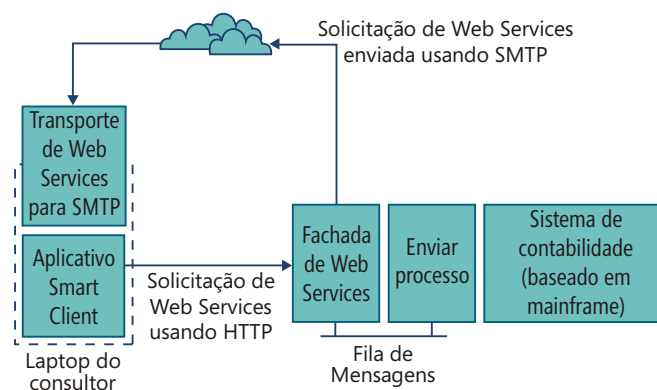 Solicitação de Web Services
enviada usando SMTP
Transporte
de Web
Services
para SMTP
Aplicativo
Smart
Client
Laptop do
consultor
Solicitação de
Web Services
usando HTTP
Fachada
de Web
Services
Enviar
processo
Fila de
Mensagens
Sistema de
contabilidade
(baseado em
mainframe)